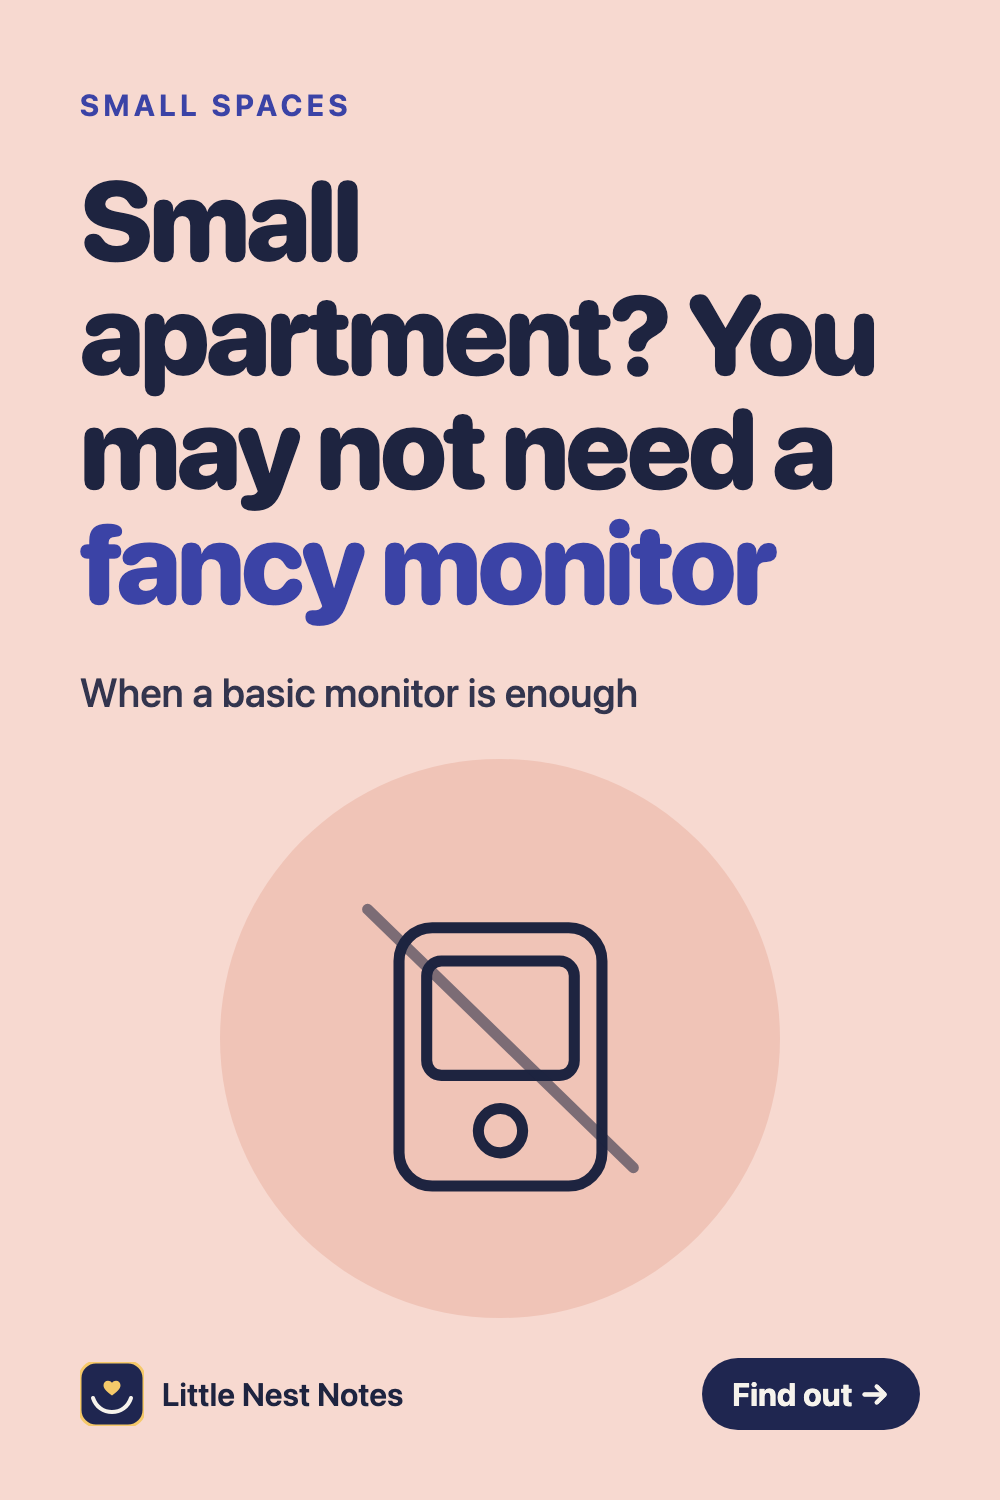 SMALL SPACES
Small
apartment? You
may not need a
fancy monitor
When a basic monitor is enough
Little Nest Notes
Find out →